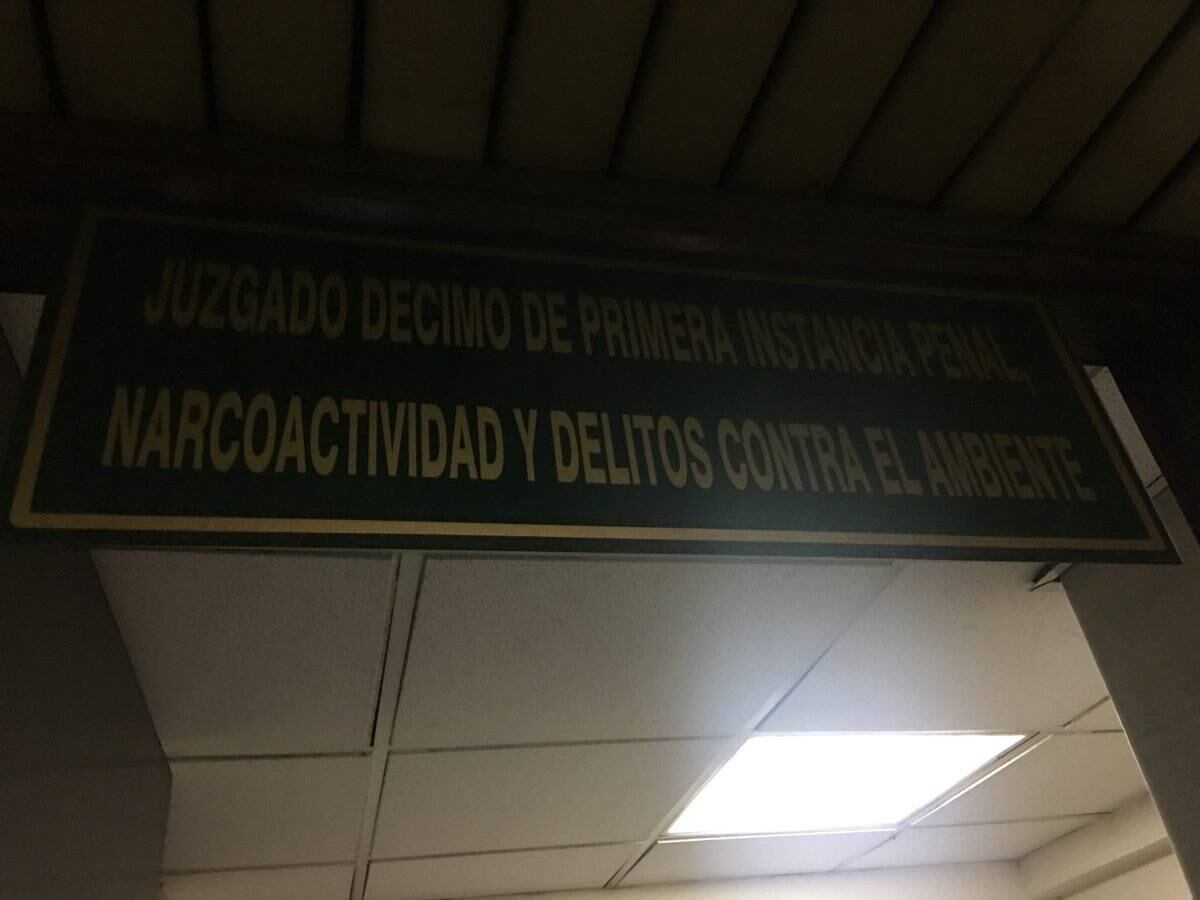 JUZGADO DECIMO DE PRIMERA INSTANCIA PENAL,
NARCOACTIVIDAD Y DELITOS CONTRA EL AMBIENTE